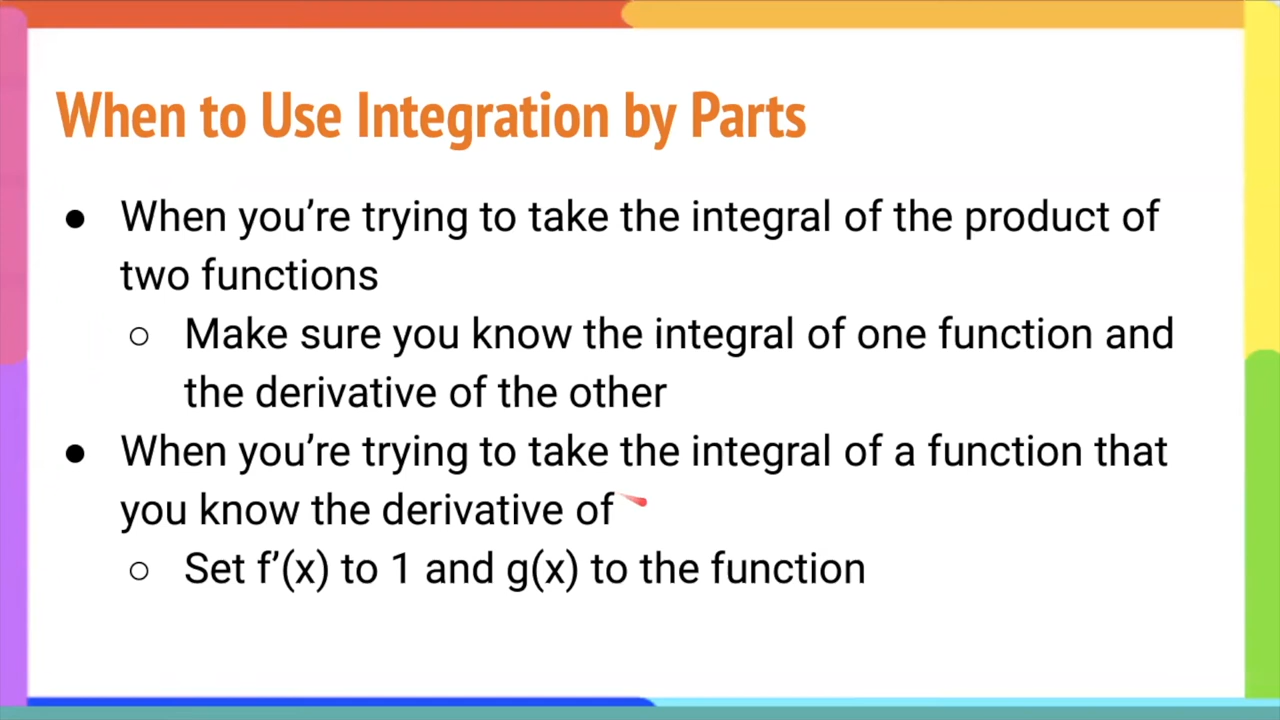 When to Use Integration by Parts
● When you’re trying to take the integral of the product of
two functions
○ Make sure you know the integral of one function and
the derivative of the other
● When you’re trying to take the integral of a function that
you know the derivative of
○ Set f’(x) to 1 and g(x) to the function